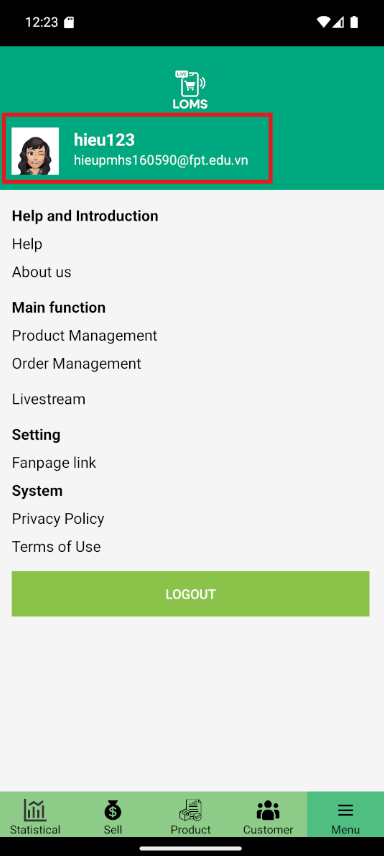 12:23
LIVE
LOMS
hieu123
hieupmhs160590@fpt.edu.vn
Help and Introduction
Help
About us
Main function
Product Management
Order Management
Livestream
Setting
Fanpage link
System
Privacy Policy
Terms of Use
LOGOUT
Statistical Sell Product Customer Menu